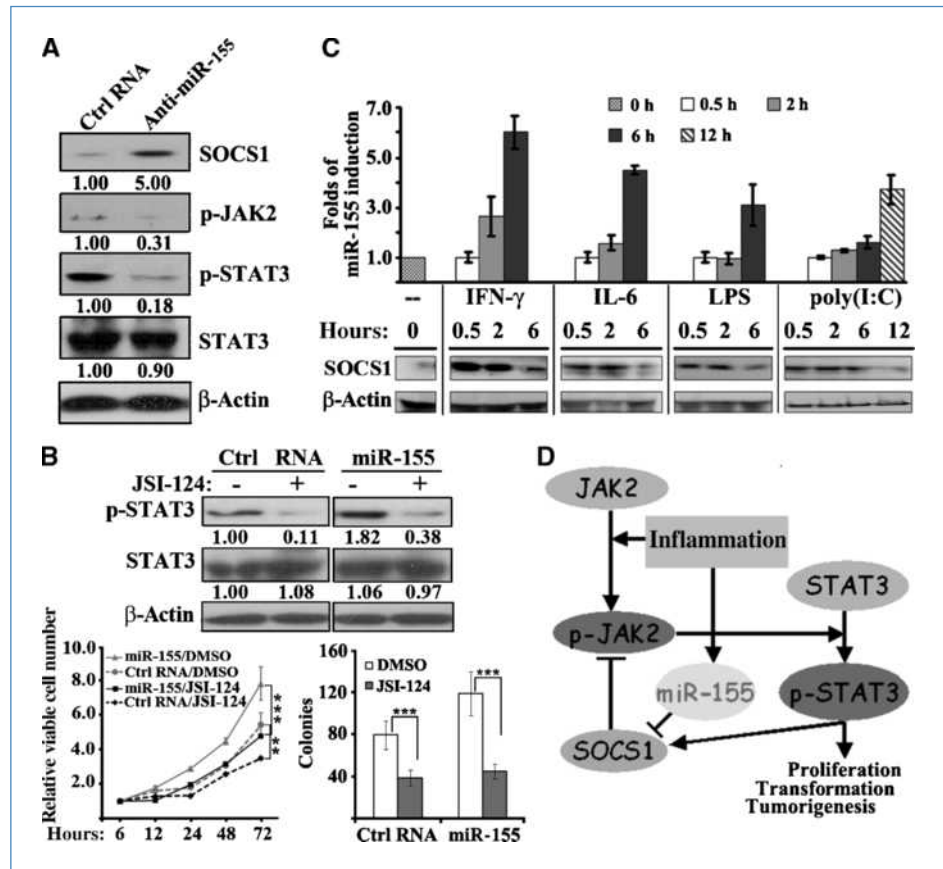 A
Ctrl RNA
Anti-miR-155
SOCS1
1.00 5.00
p-JAK2
1.00 0.31
p-STAT3
1.00 0.18
STAT3
1.00 0.90
β-Actin
C
Folds of
miR-155 induction
7.0
5.0
3.0
1.0
0 h 0.5 h 2 h
6 h 12 h
-- IFN-γ IL-6 LPS poly(I:C)
Hours: 0 0.5 2 6 0.5 2 6 0.5 2 6 0.5 2 6 12
SOCS1
β-Actin
B
Ctrl RNA miR-155
JSI-124: - + - +
p-STAT3
1.00 0.11 1.82 0.38
STAT3
1.00 1.08 1.06 0.97
β-Actin
Relative viable cell number
10.0
8.0
6.0
4.0
2.0
miR-155/DMSO
Ctrl RNA/DMSO
miR-155/JSI-124
Ctrl RNA/JSI-124
***
**
Hours: 6 12 24 48 72
Colonies
160
120
80
40
DMSO
JSI-124
*** ***
Ctrl RNA miR-155
D
JAK2
Inflammation
STAT3
p-JAK2
miR-155
p-STAT3
SOCS1
Proliferation
Transformation
Tumorigenesis